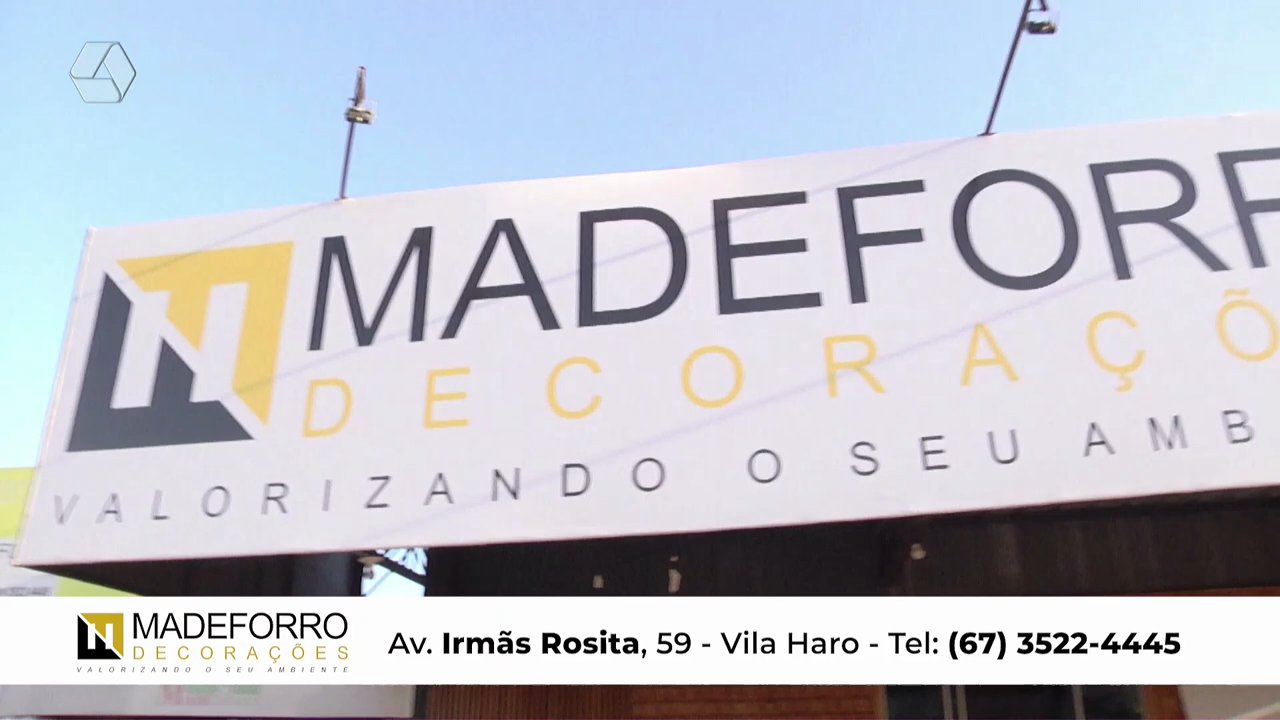 MADEFORR
DECORAÇÕ
VALORIZANDO O SEU AMB
MADEFORRO
DECORAÇÕES
VALORIZANDO O SEU AMBIENTE
Av. Irmãs Rosita, 59 - Vila Haro - Tel: (67) 3522-4445